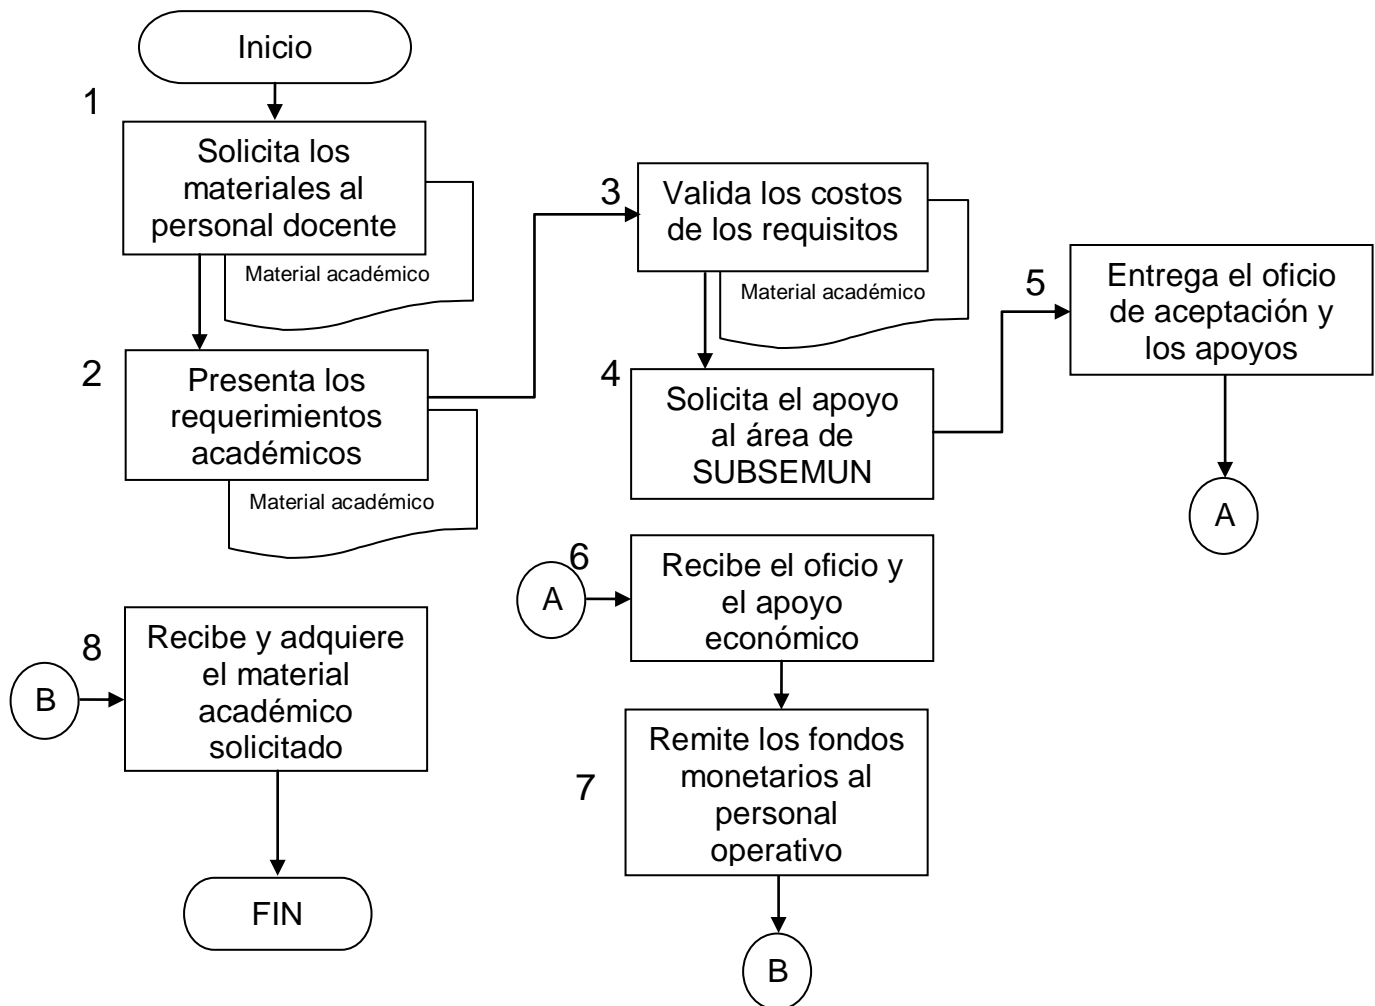 Inicio
1
Solicita los
materiales al
personal docente
Material académico
2
Presenta los
requerimientos
académicos
Material académico
3
Valida los costos
de los requisitos
Material académico
4
Solicita el apoyo
al área de
SUBSEMUN
5
Entrega el oficio
de aceptación y
los apoyos
A
A
6
Recibe el oficio y
el apoyo
económico
7
Remite los fondos
monetarios al
personal
operativo
B
B
8
Recibe y adquiere
el material
académico
solicitado
FIN